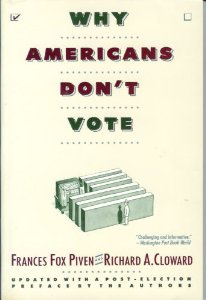 WHY
AMERICANS
DON'T
VOTE
"Challenging and Informative."
—Washington Post Book World
FRANCES FOX PIVEN AND RICHARD A. CLOWARD
UPDATED WITH A POST-ELECTION
PREFACE BY THE AUTHORS